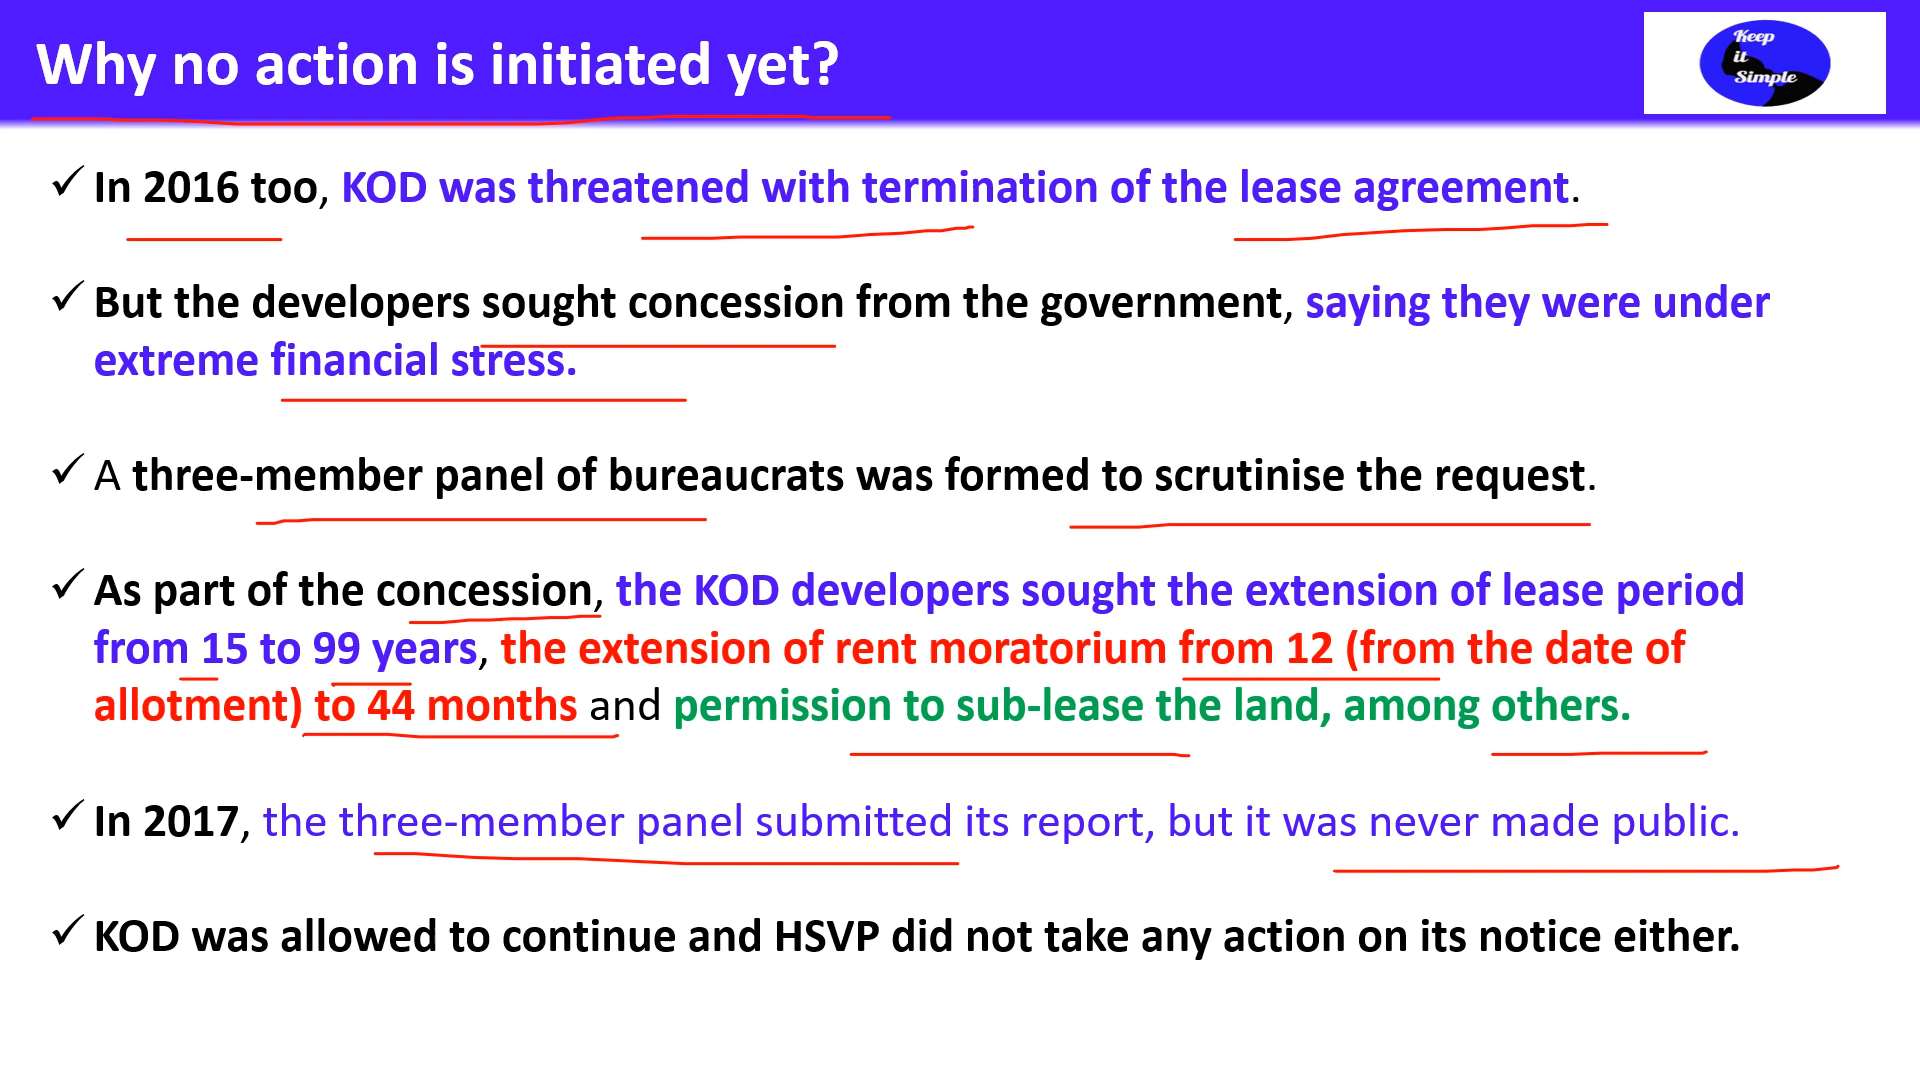 Why no action is initiated yet?
Keep
it
Simple
✓ In 2016 too, KOD was threatened with termination of the lease agreement.
✓ But the developers sought concession from the government, saying they were under
extreme financial stress.
✓ A three-member panel of bureaucrats was formed to scrutinise the request.
✓ As part of the concession, the KOD developers sought the extension of lease period
from 15 to 99 years, the extension of rent moratorium from 12 (from the date of
allotment) to 44 months and permission to sub-lease the land, among others.
✓ In 2017, the three-member panel submitted its report, but it was never made public.
✓ KOD was allowed to continue and HSVP did not take any action on its notice either.